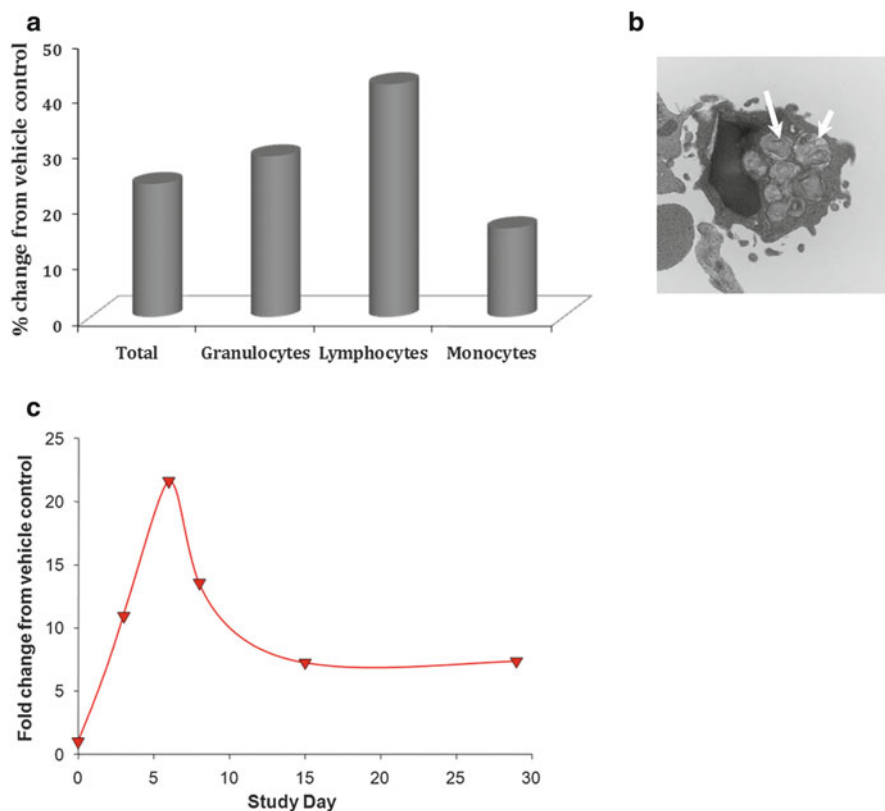 a
% change from vehicle control
50
40
30
20
10
0
Total Granulocytes Lymphocytes Monocytes
b
c
Fold change from vehicle control
25
20
15
10
5
0
0 5 10 15 20 25 30
Study Day